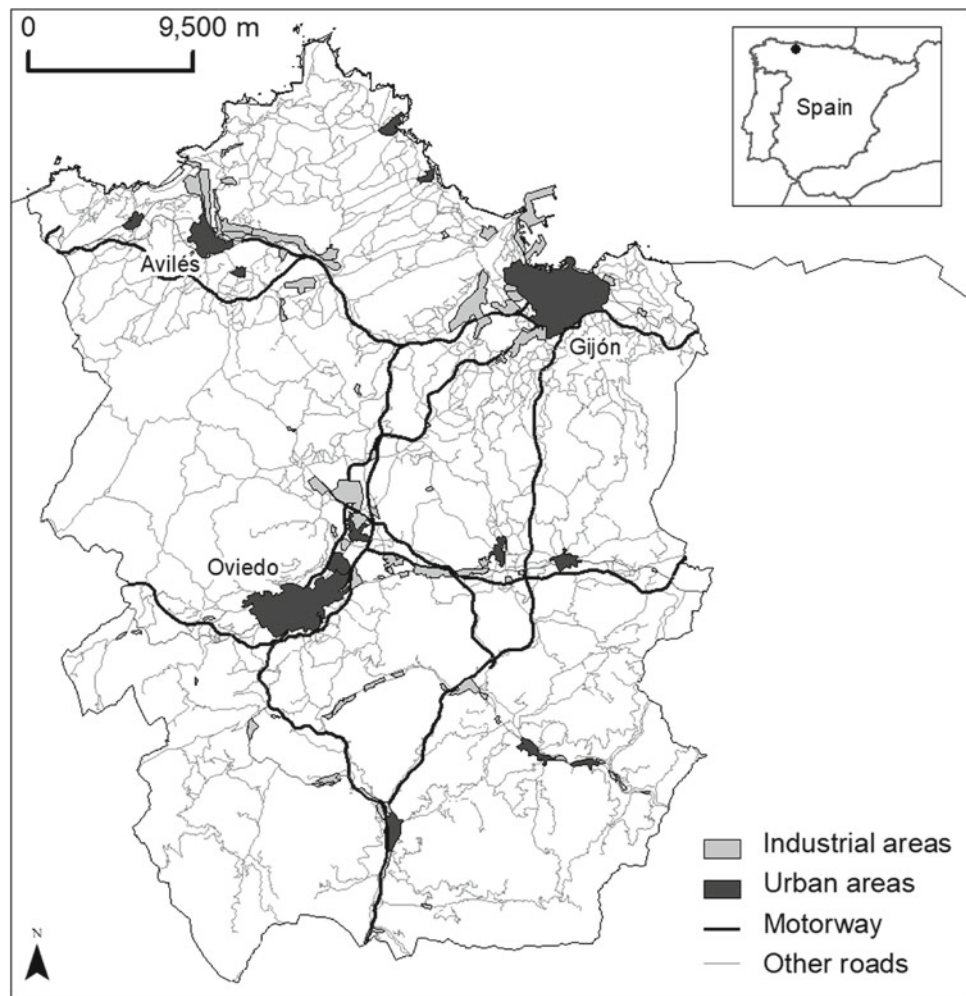 0 9,500 m
Spain
Avilés
Gijón
Oviedo
Industrial areas
Urban areas
Motorway
Other roads
N